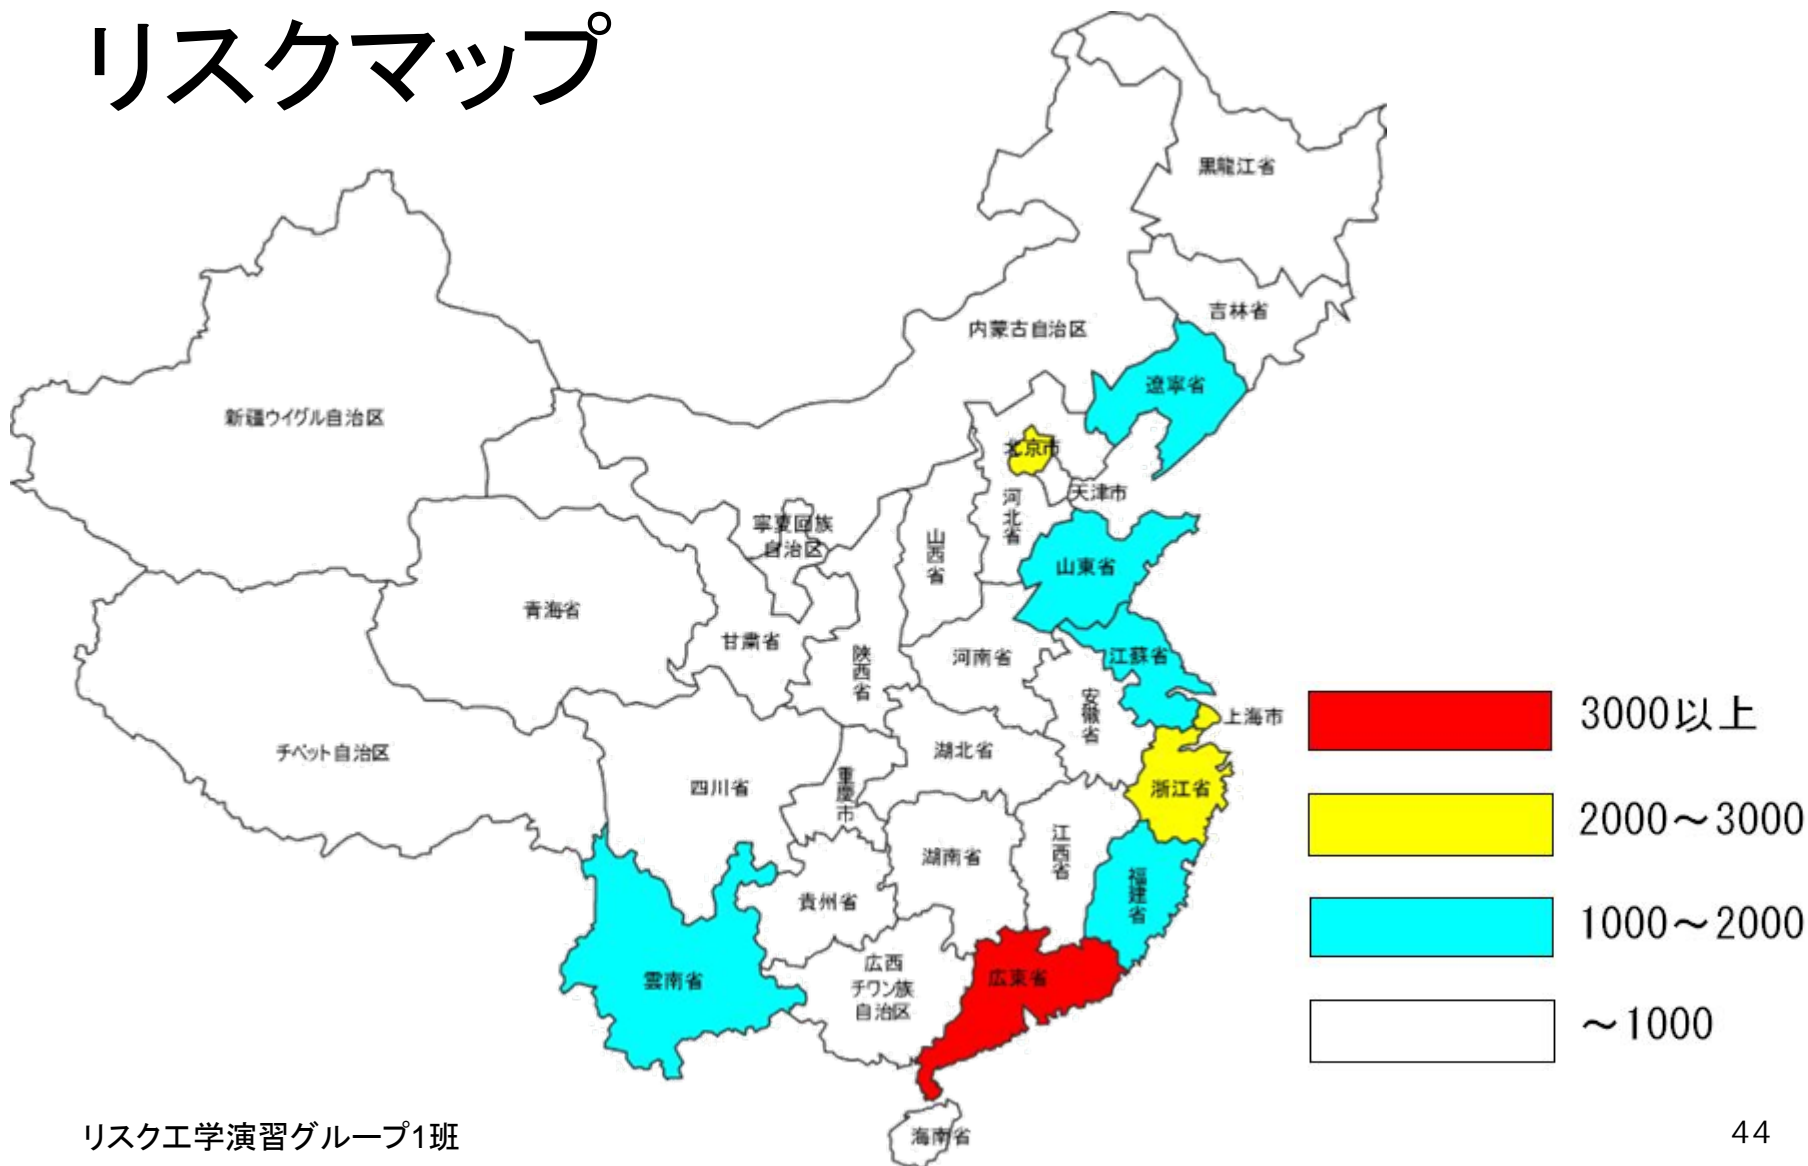 リスクマップ
黒龍江省
吉林省
内蒙古自治区
遼寧省
新疆ウイグル自治区
北京市
天津市
河北省
寧夏回族
自治区
山西省
山東省
青海省
甘粛省
陝西省
河南省
江蘇省
安徽省
上海市
チベット自治区
四川省
重慶市
湖北省
浙江省
湖南省
江西省
福建省
貴州省
雲南省
広西
チワン族
自治区
広東省
海南省
3000以上
2000～3000
1000～2000
～1000
リスク工学演習グループ1班
44